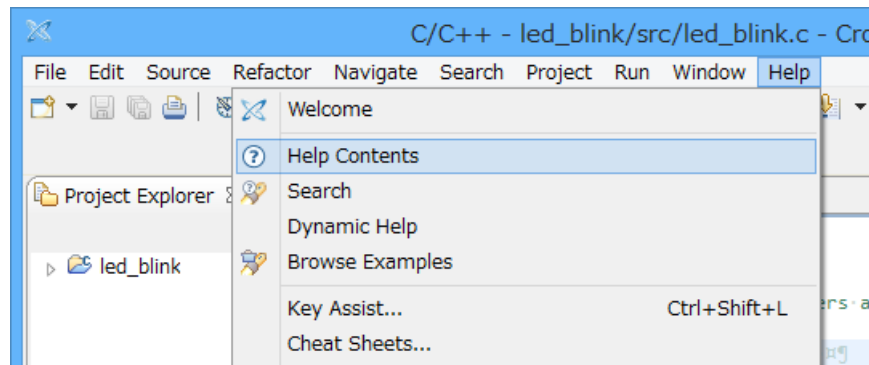 C/C++ - led_blink/src/led_blink.c - Cro
File Edit Source Refactor Navigate Search Project Run Window Help
Welcome
Help Contents
Project Explorer
Search
Dynamic Help
led_blink
Browse Examples
Key Assist... Ctrl+Shift+L
ers a
Cheat Sheets...